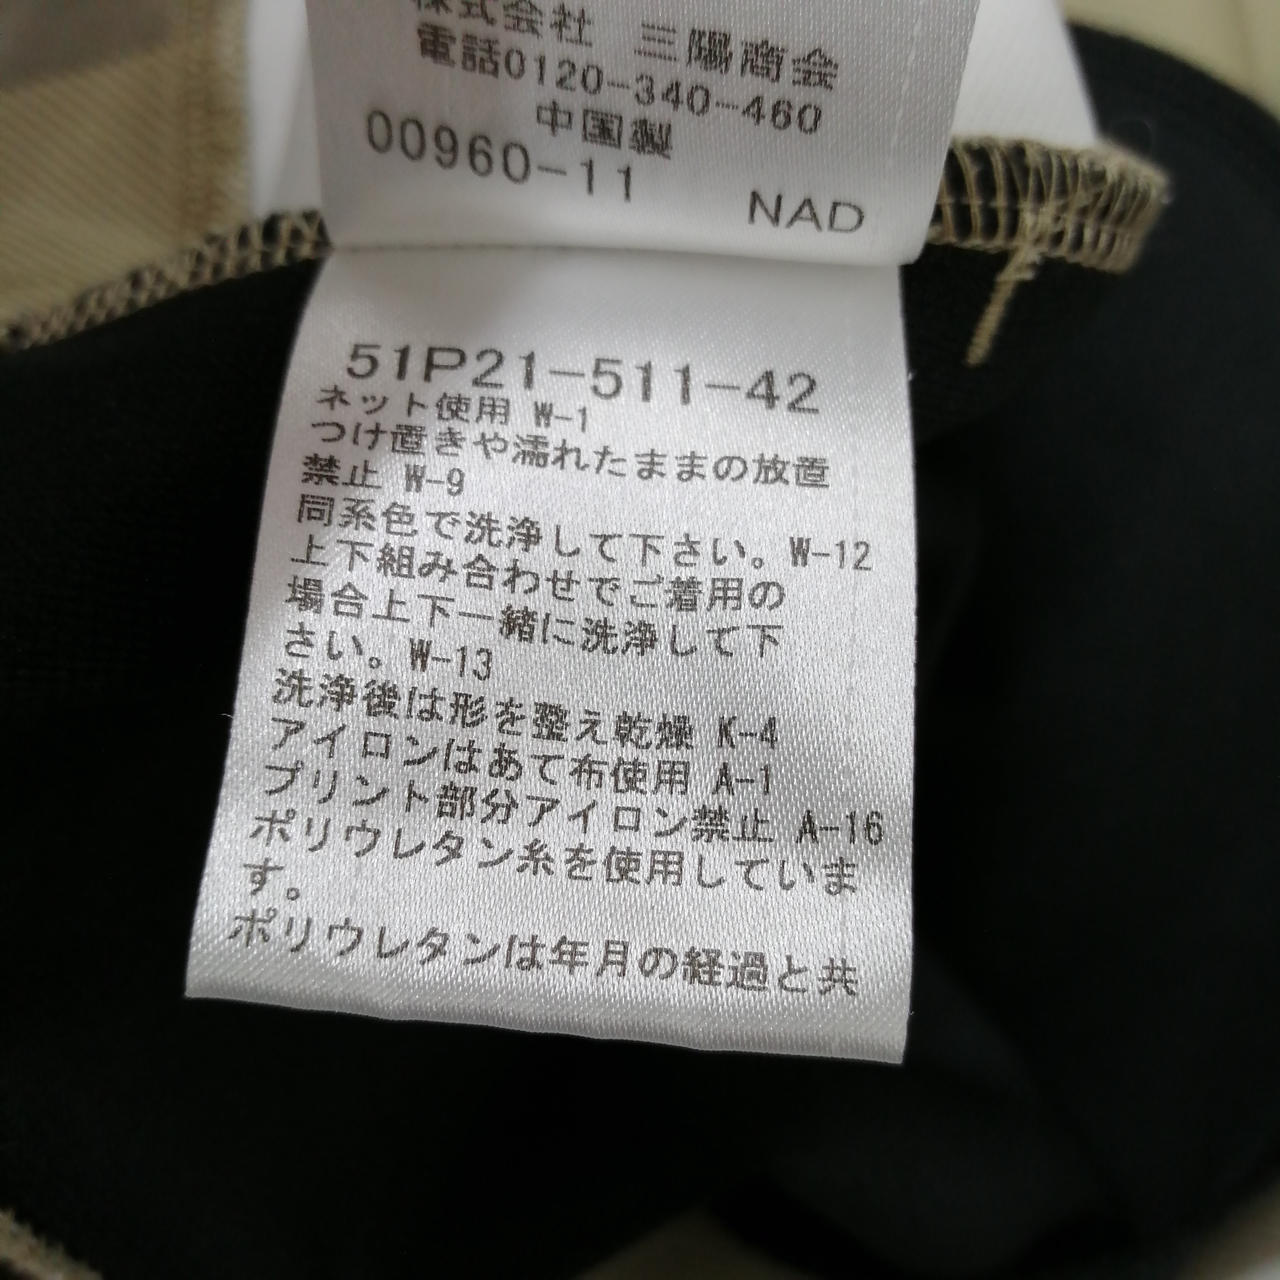 株式会社 三陽商会
電話0120-340-460
中国製
00960-11
NAD
51P21-511-42
ネット使用 W-1
つけ置きや濡れたままの放置
禁止 W-9
同系色で洗浄して下さい。W-12
上下組み合わせでご着用の
場合上下一緒に洗浄して下
さい。W-13
洗浄後は形を整え乾燥 K-4
アイロンはあて布使用 A-1
プリント部分アイロン禁止 A-16
ポリウレタン糸を使用していま
す。
ポリウレタンは年月の経過と共